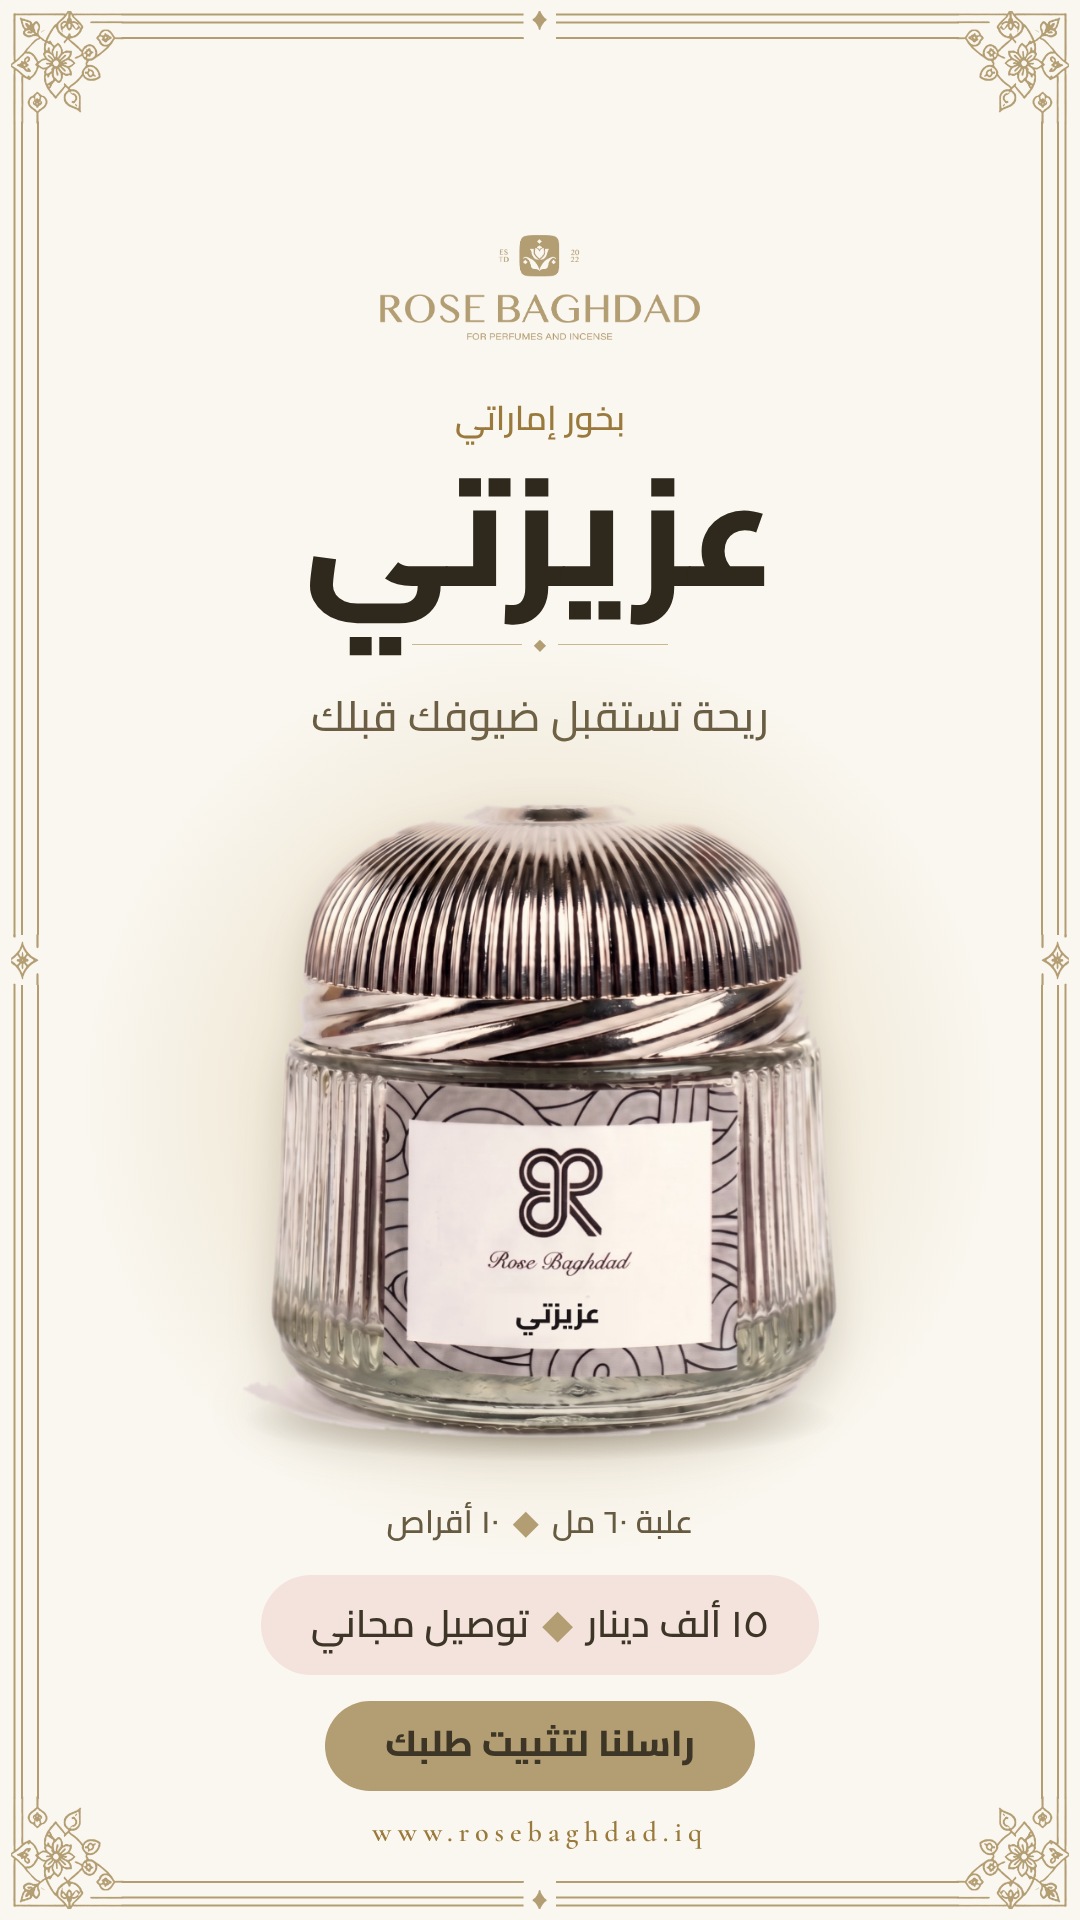 ES
TD
20
22
ROSE BAGHDAD
FOR PERFUMES AND INCENSE
بخور إماراتي
عزيزتي
ريحة تستقبل ضيوفك قبلك
BR
Rose Baghdad
عزيزتي
علبة ٦٠ مل ◆ ١٠ أقراص
١٥ ألف دينار ◆ توصيل مجاني
راسلنا لتثبيت طلبك
www.rosebaghdad.iq